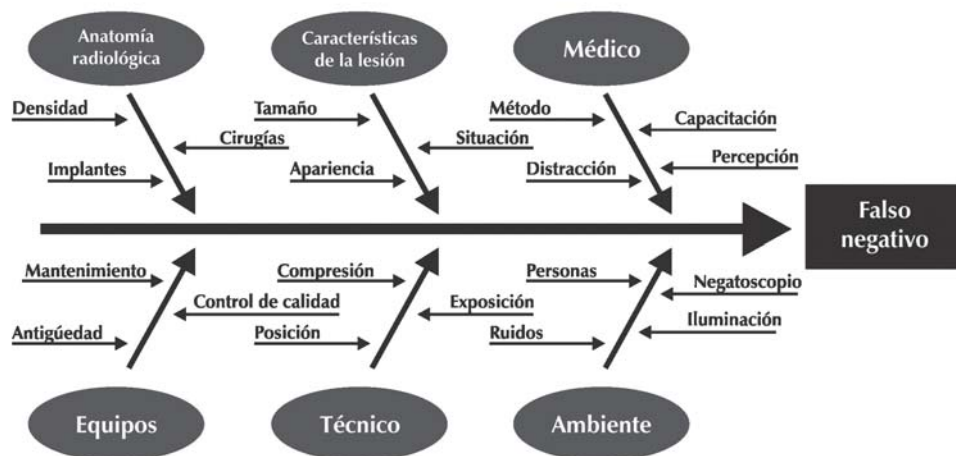 Anatomía
radiológica
Características
de la lesión
Médico
Densidad
Cirugías
Implantes
Tamaño
Situación
Apariencia
Método
Capacitación
Percepción
Distracción
Falso
negativo
Mantenimiento
Control de calidad
Antigúedad
Compresión
Exposición
Posición
Personas
Negatoscopio
Iluminación
Ruidos
Equipos
Técnico
Ambiente